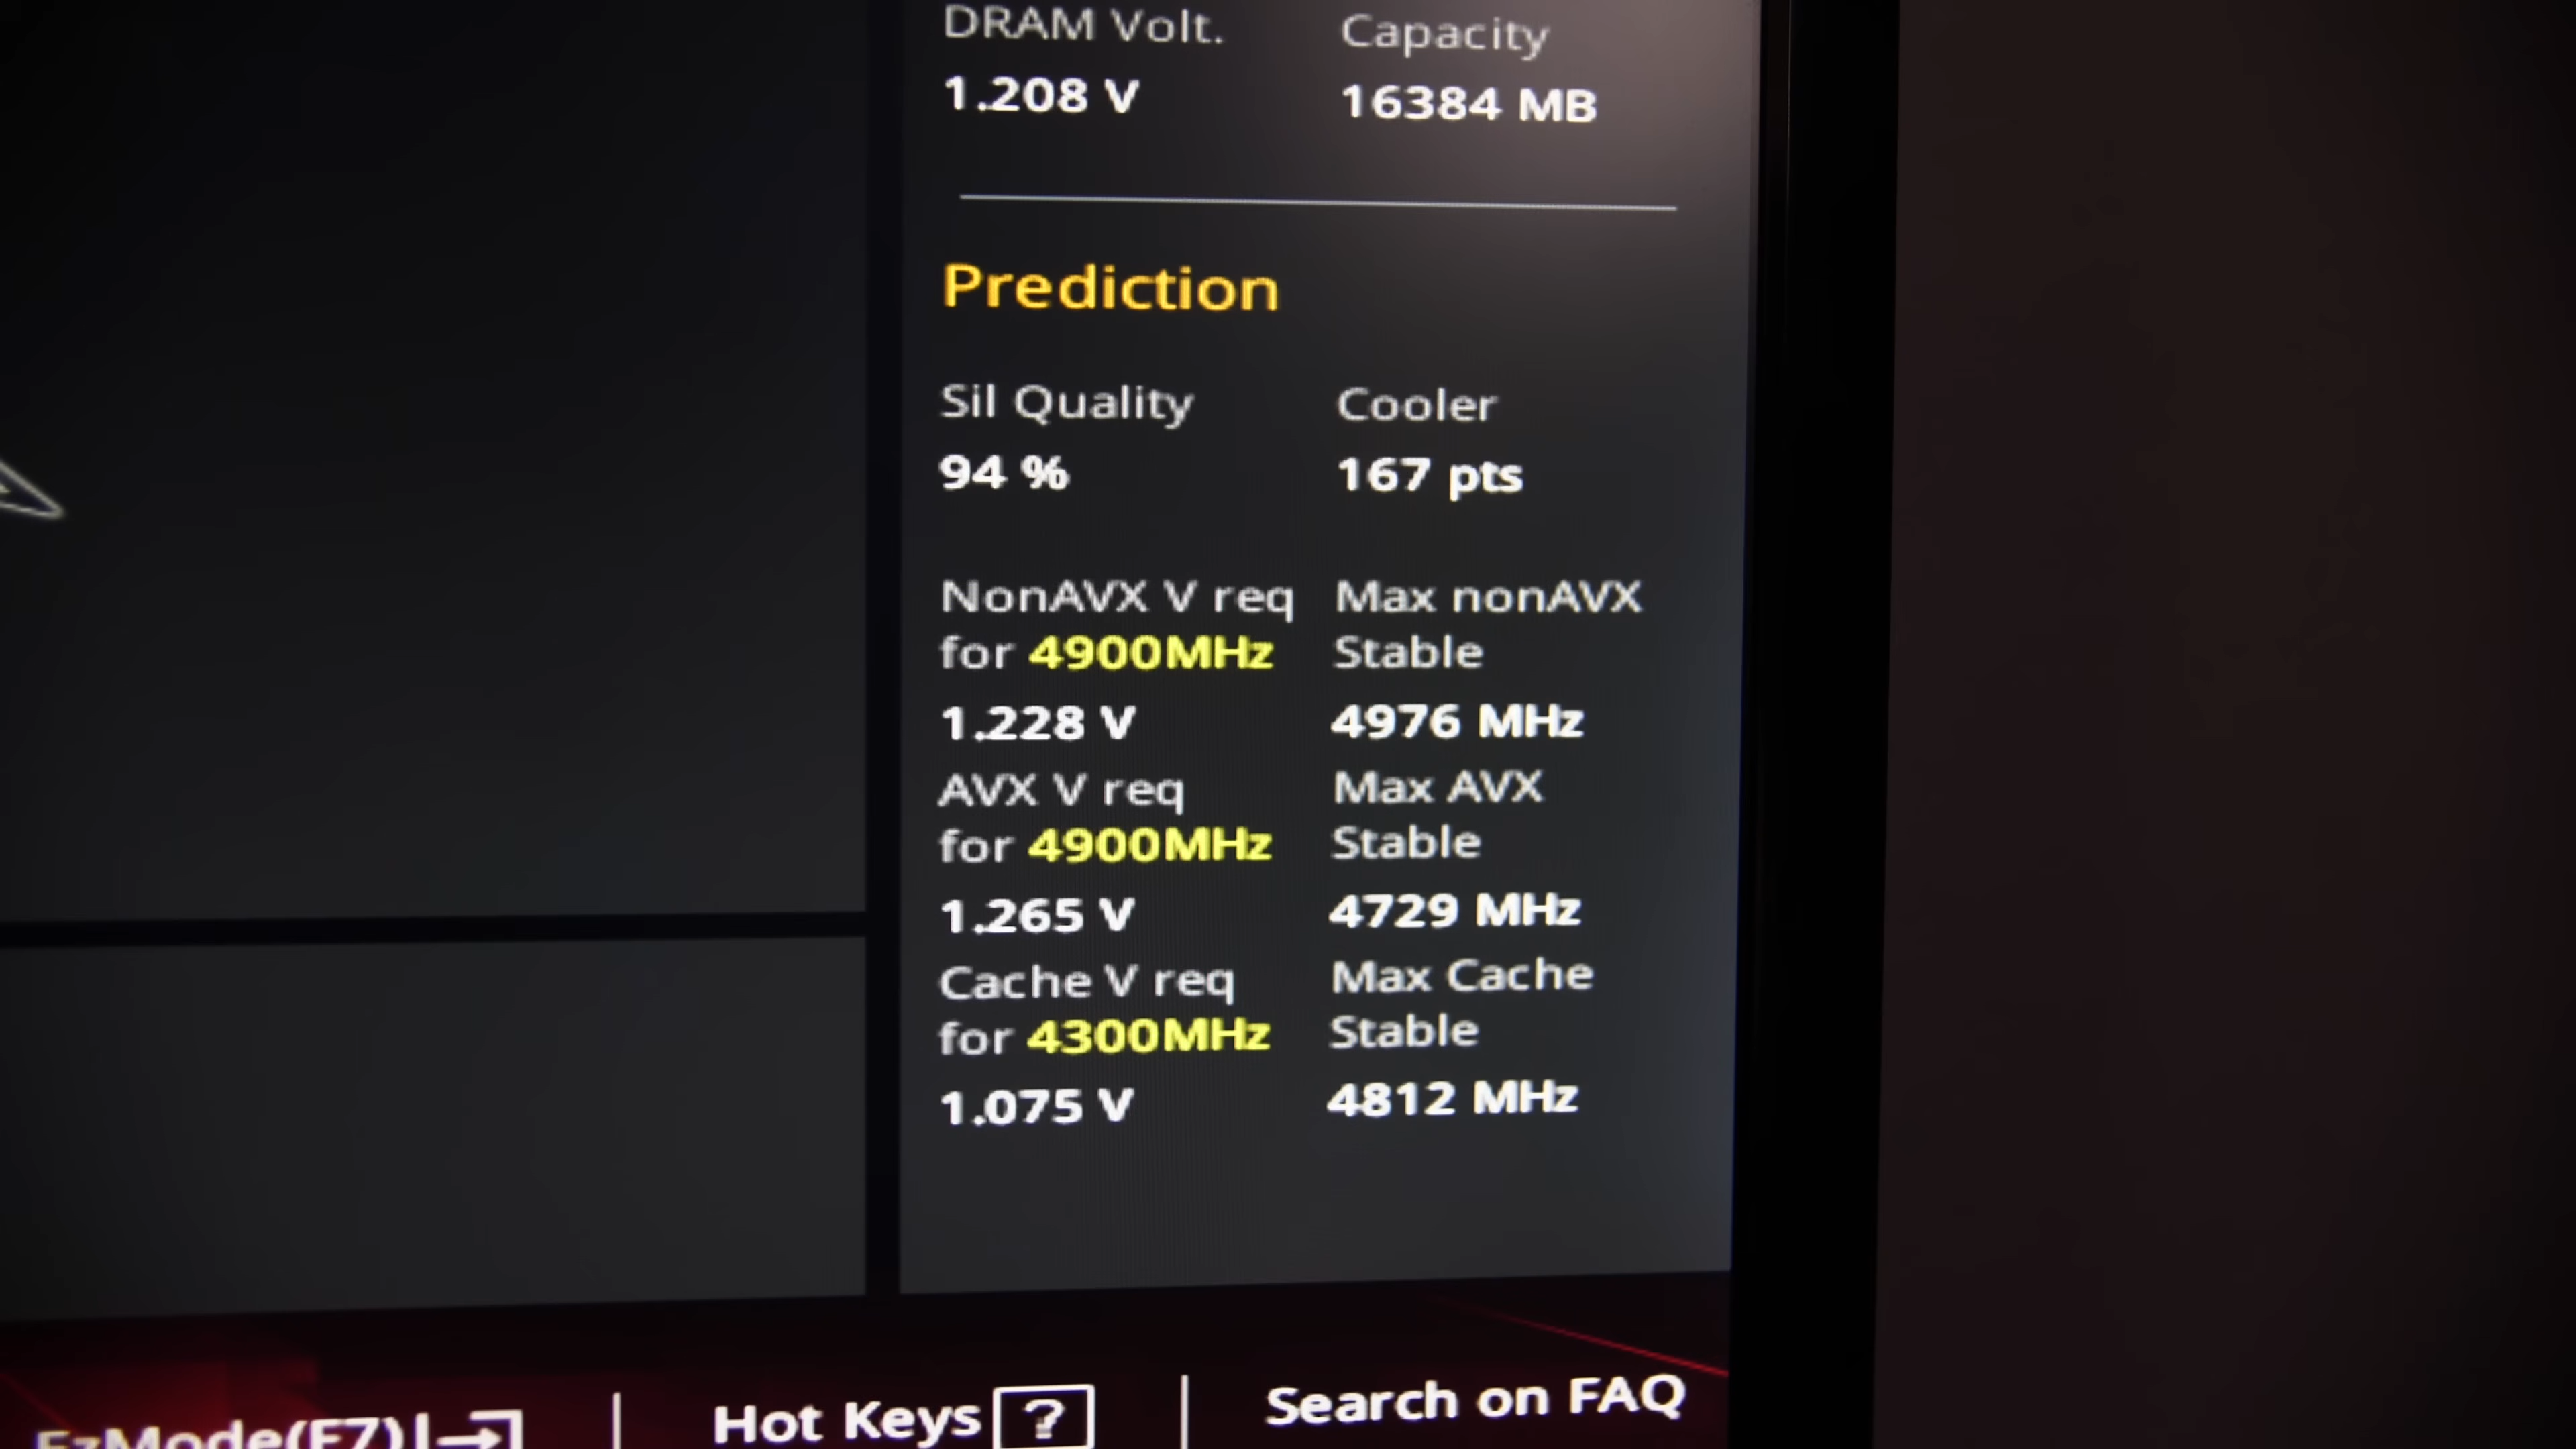 DRAM Volt. Capacity
1.208 V 16384 MB
Prediction
Sil Quality Cooler
94 % 167 pts
NonAVX V req Max nonAVX
for 4900MHz Stable
1.228 V 4976 MHz
AVX V req Max AVX
for 4900MHz Stable
1.265 V 4729 MHz
Cache V req Max Cache
for 4300MHz Stable
1.075 V 4812 MHz
EzMode(F7) Hot Keys ? Search on FAQ